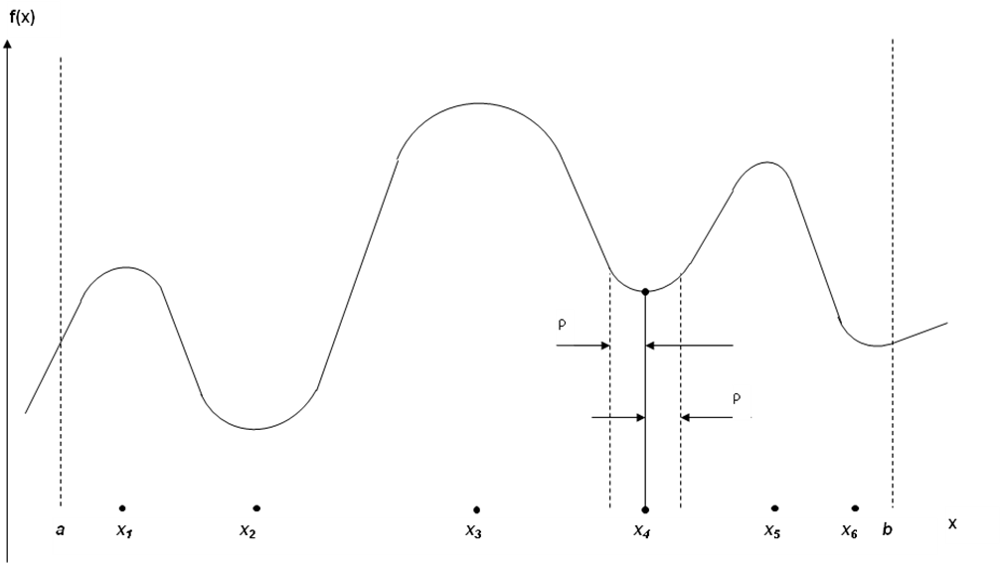 f(x)
ρ
ρ
a x1 x2 x3 x4 x5 x6 b x